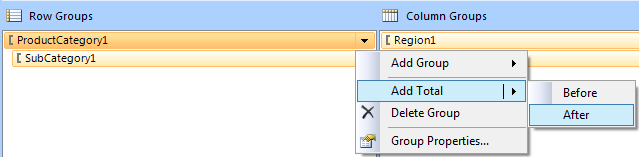 Row Groups
Column Groups
[ ProductCategory1
[ Region1
[ SubCategory1
Add Group
Add Total
Delete Group
Group Properties...
Before
After